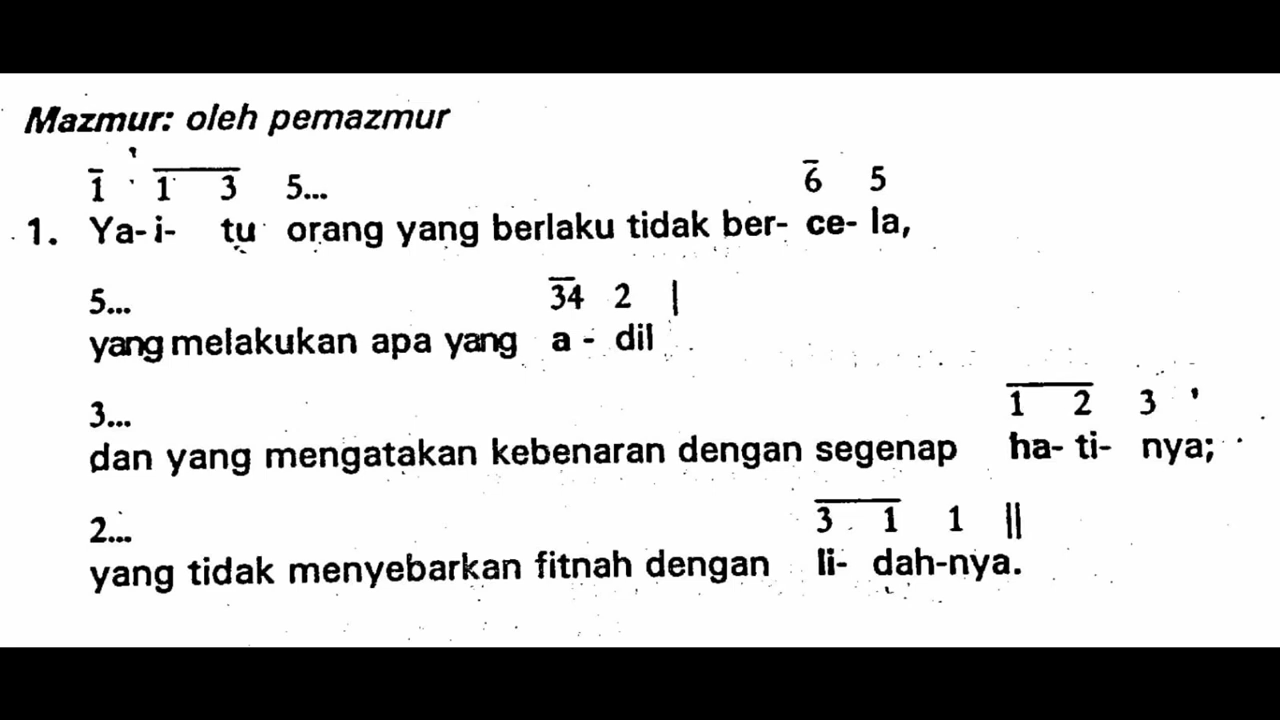 Mazmur: oleh pemazmur
1 1 3 5... 6 5
1. Ya-i- tu orang yang berlaku tidak ber- ce- la,
5... 34 2 |
yang melakukan apa yang a - dil
3... 1 2 3 '
dan yang mengatakan kebenaran dengan segenap ha- ti- nya;
2... 3 1 1 ||
yang tidak menyebarkan fitnah dengan li- dah-nya.